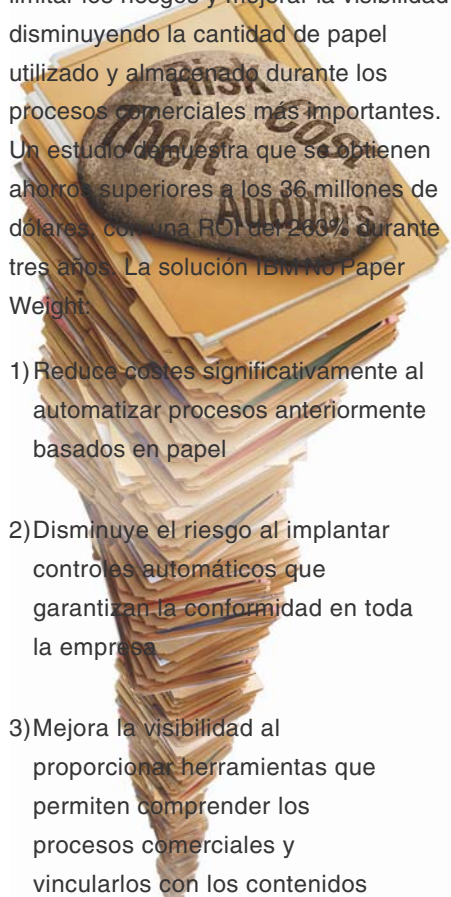 limitar los riesgos y mejorar la visibilidad
disminuyendo la cantidad de papel
utilizado y almacenado durante los
procesos comerciales más importantes.
Un estudio demuestra que se obtienen
ahorros superiores a los 36 millones de
dólares, con una ROI del 263% durante
tres años. La solución IBM No Paper
Weight:
1) Reduce costes significativamente al
automatizar procesos anteriormente
basados en papel
2) Disminuye el riesgo al implantar
controles automáticos que
garantizan la conformidad en toda
la empresa
3) Mejora la visibilidad al
proporcionar herramientas que
permiten comprender los
procesos comerciales y
vincularlos con los contenidos
Risk
Theft
Cost
Auditors